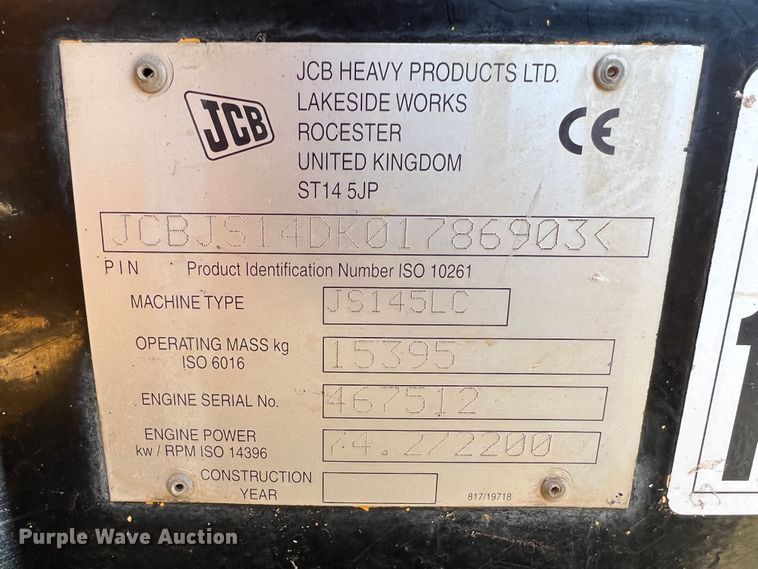 JCB
JCB HEAVY PRODUCTS LTD.
LAKESIDE WORKS
ROCESTER
UNITED KINGDOM
ST14 5JP
CE
JCBJS14DK01786903<
PIN Product Identification Number ISO 10261
MACHINE TYPE JS145LC
OPERATING MASS kg
ISO 6016
15395
ENGINE SERIAL No. 467512
ENGINE POWER
kw / RPM ISO 14396
74.2/2200
CONSTRUCTION
YEAR
817/19718
Purple Wave Auction